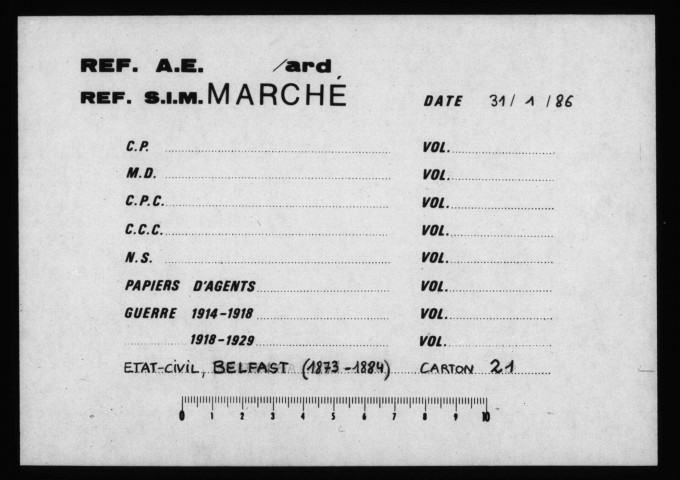 REF. A.E. /ard
REF. S.I.M. MARCHÉ DATE 31/ 1 /86
C.P. VOL.
M.D. VOL.
C.P.C. VOL.
C.C.C. VOL.
N.S. VOL.
PAPIERS D'AGENTS VOL.
GUERRE 1914-1918 VOL.
1918-1929 VOL.
ETAT-CIVIL, BELFAST (1873-1884) CARTON 21
0 1 2 3 4 5 6 7 8 9 10